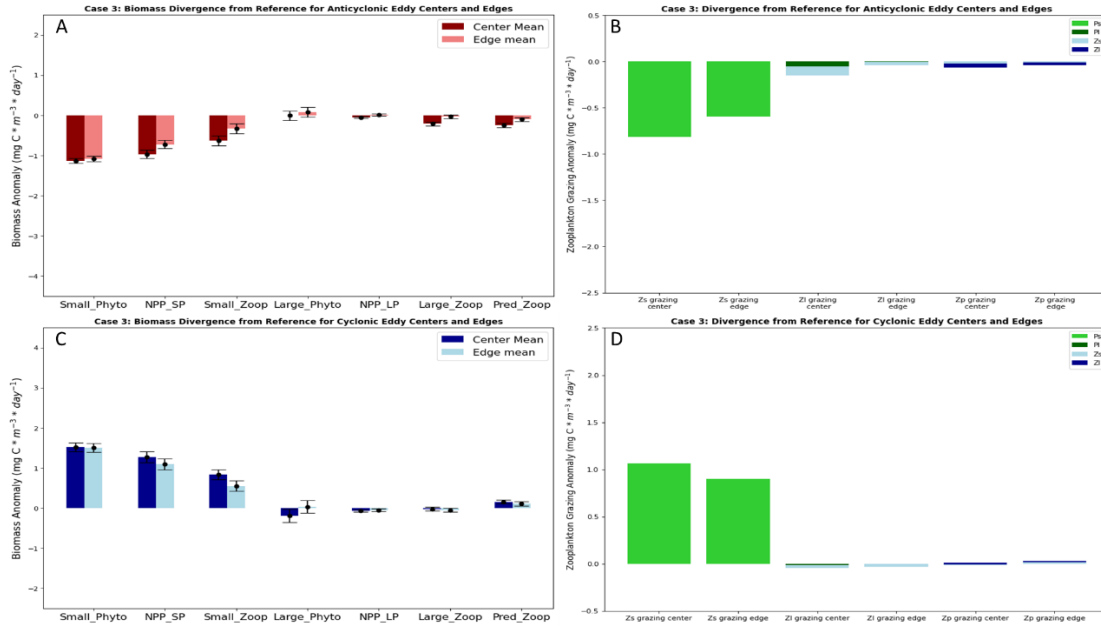 Case 3: Biomass Divergence from Reference for Anticyclonic Eddy Centers and Edges
A
Center Mean
Edge mean
Biomass Anomaly (mg C * m⁻³ * day⁻¹)
2
1
0
−1
−2
−3
−4
Small_Phyto NPP_SP Small_Zoop Large_Phyto NPP_LP Large_Zoop Pred_Zoop
Case 3: Divergence from Reference for Anticyclonic Eddy Centers and Edges
B
Ps
Pl
Zs
Zl
Zooplankton Grazing Anomaly (mg C * m⁻³ * day⁻¹)
0.5
0.0
−0.5
−1.0
−1.5
−2.0
−2.5
Zs grazing Zs grazing Zl grazing Zl grazing Zp grazing Zp grazing
center edge center edge center edge
Case 3: Biomass Divergence from Reference for Cyclonic Eddy Centers and Edges
C
Center Mean
Edge mean
Biomass Anomaly (mg C * m⁻³ * day⁻¹)
4
3
2
1
0
−1
−2
Small_Phyto NPP_SP Small_Zoop Large_Phyto NPP_LP Large_Zoop Pred_Zoop
Case 3: Divergence from Reference for Cyclonic Eddy Centers and Edges
D
Ps
Pl
Zs
Zl
Zooplankton Grazing Anomaly (mg C * m⁻³ * day⁻¹)
2.5
2.0
1.5
1.0
0.5
0.0
−0.5
Zs grazing center Zs grazing edge Zl grazing center Zl grazing edge Zp grazing center Zp grazing edge